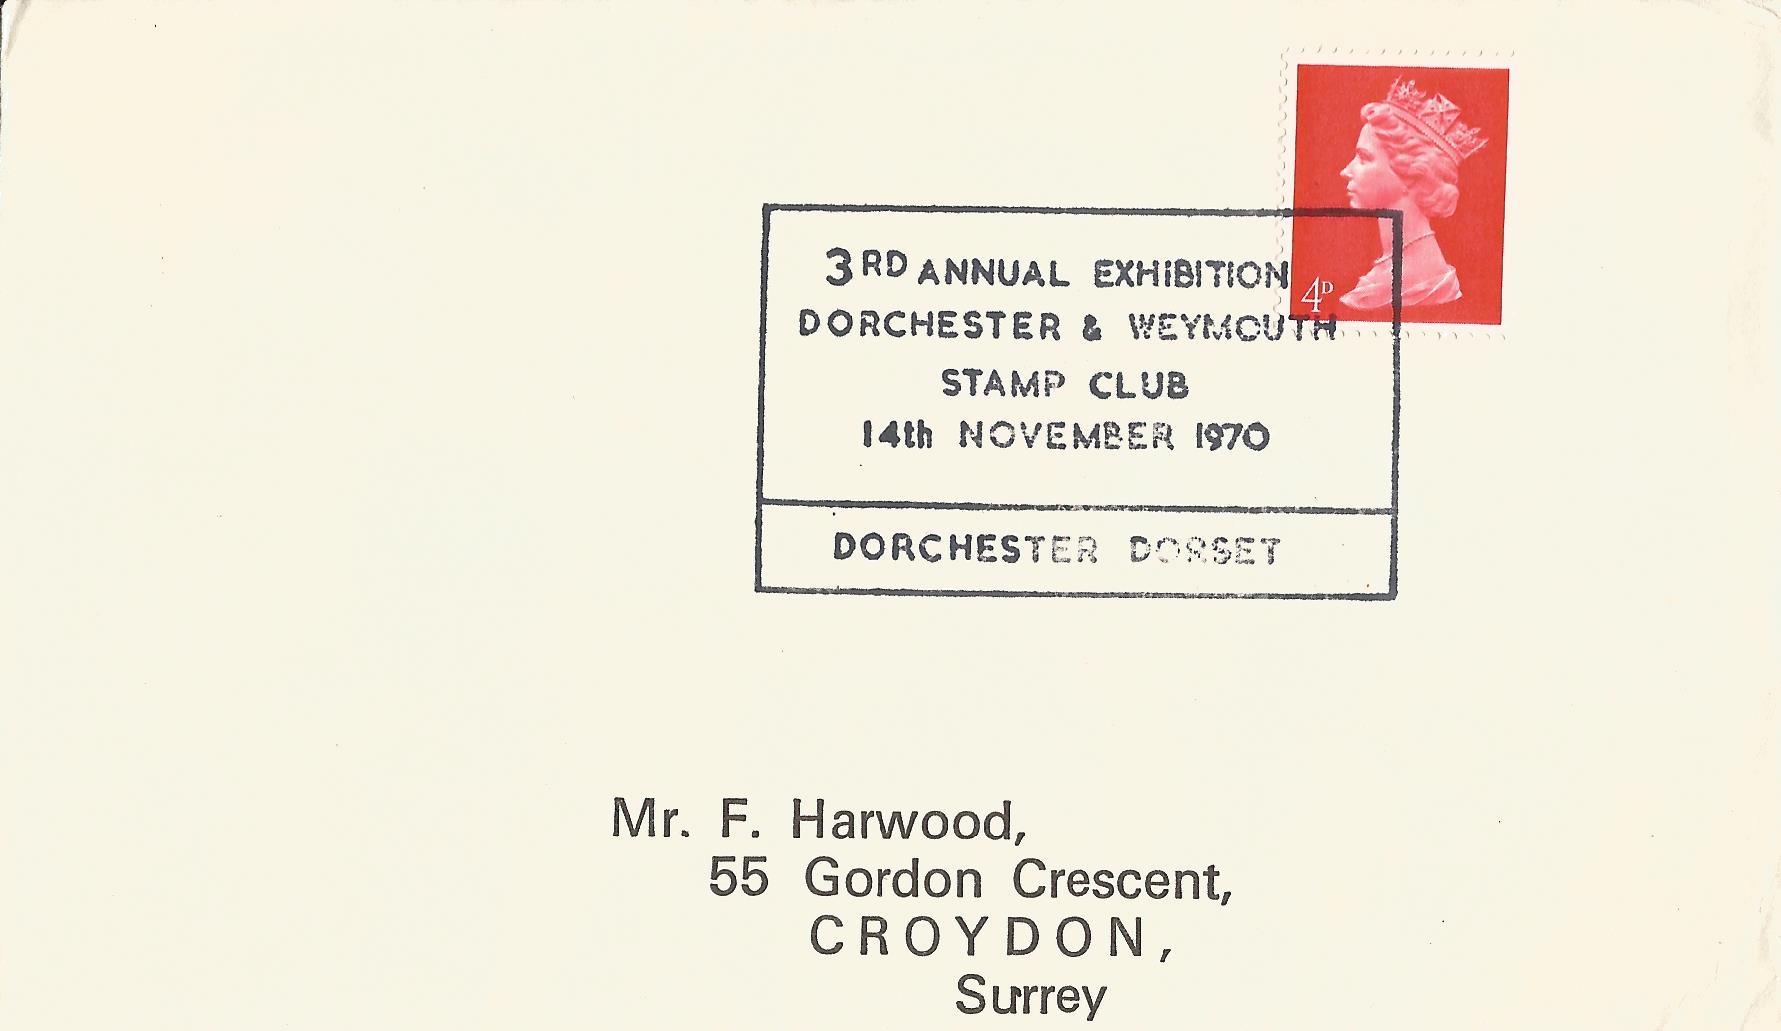 4D
3RD ANNUAL EXHIBITION
DORCHESTER & WEYMOUTH
STAMP CLUB
14th NOVEMBER 1970
DORCHESTER DORSET
Mr. F. Harwood,
55 Gordon Crescent,
CROYDON,
Surrey